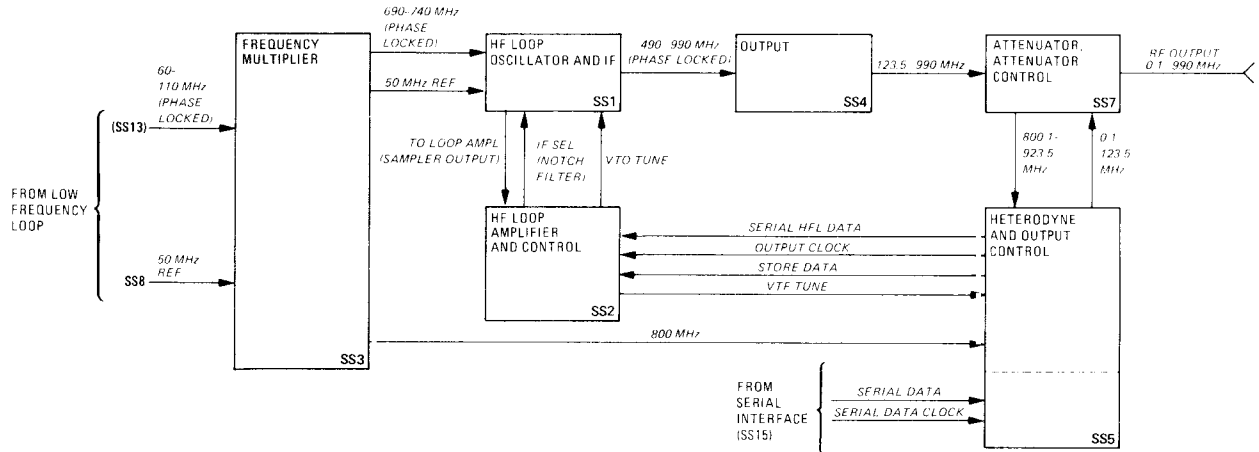 690-740 MHz
(PHASE
LOCKED)
FREQUENCY
MULTIPLIER
HF LOOP
OSCILLATOR AND IF
SS1
490-990 MHz
(PHASE LOCKED)
OUTPUT
SS4
123.5-990 MHz
ATTENUATOR,
ATTENUATOR
CONTROL
SS7
RF OUTPUT
0.1-990 MHz
60-
110 MHz
(PHASE
LOCKED)
(SS13)
50 MHz REF
TO LOOP AMPL
(SAMPLER OUTPUT)
IF SEL
(NOTCH
FILTER)
VTO TUNE
800.1-
923.5
MHz
0.1
123.5
MHz
FROM LOW
FREQUENCY
LOOP
HF LOOP
AMPLIFIER
AND CONTROL
SS2
SERIAL HFL DATA
OUTPUT CLOCK
STORE DATA
VTF TUNE
HETERODYNE
AND OUTPUT
CONTROL
SS8
50 MHz
REF
800 MHz
SS3
FROM
SERIAL
INTERFACE
(SS15)
SERIAL DATA
SERIAL DATA CLOCK
SS5